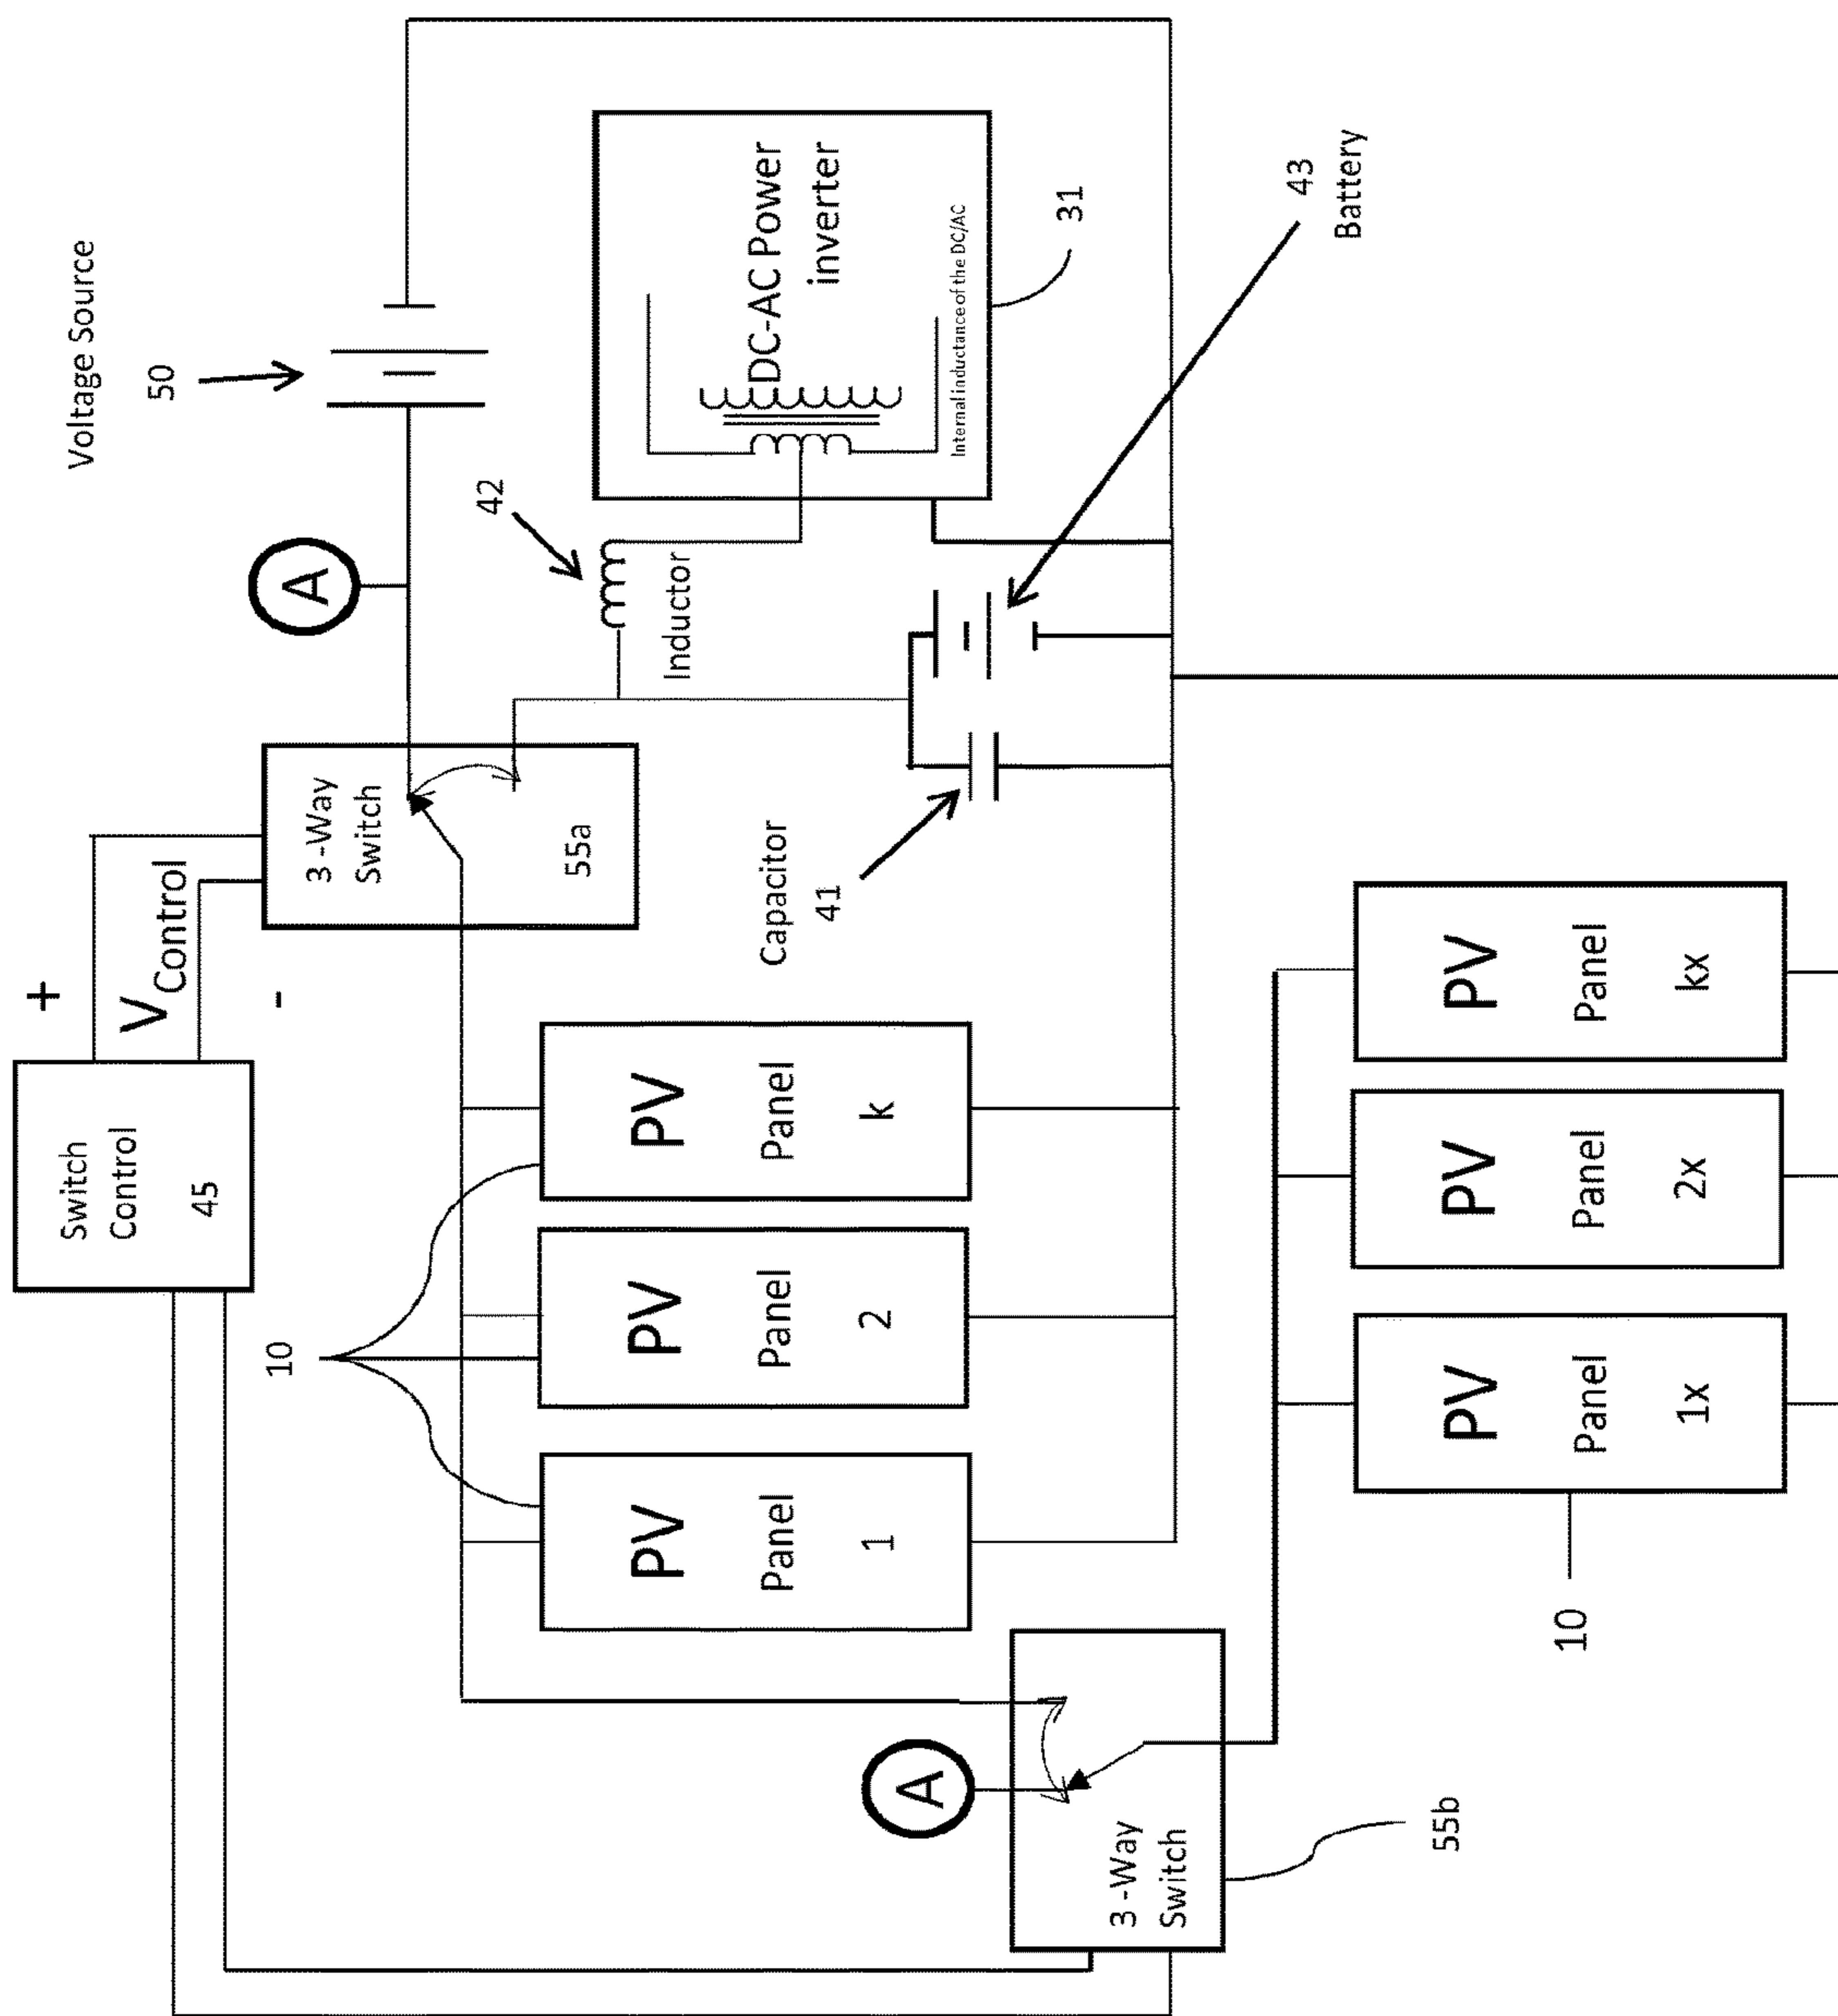 Voltage Source
50
A
42
Inductor
DC-AC Power
inverter
Internal inductance of the DC/AC
31
43
Battery
3 -Way
Switch
55a
Capacitor
41
+
V Control
-
Switch
Control
45
10
PV
Panel
k
PV
Panel
2
PV
Panel
1
PV
Panel
kx
PV
Panel
2x
PV
Panel
1x
10
A
3 -Way
Switch
55b